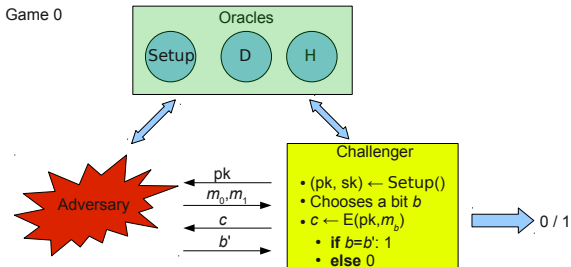 Game 0
Oracles
Setup D H
Adversary
pk
m0,m1
c
b'
Challenger
• (pk, sk) ← Setup()
• Chooses a bit b
• c ← E(pk,mb)
• if b=b': 1
• else 0
0 / 1